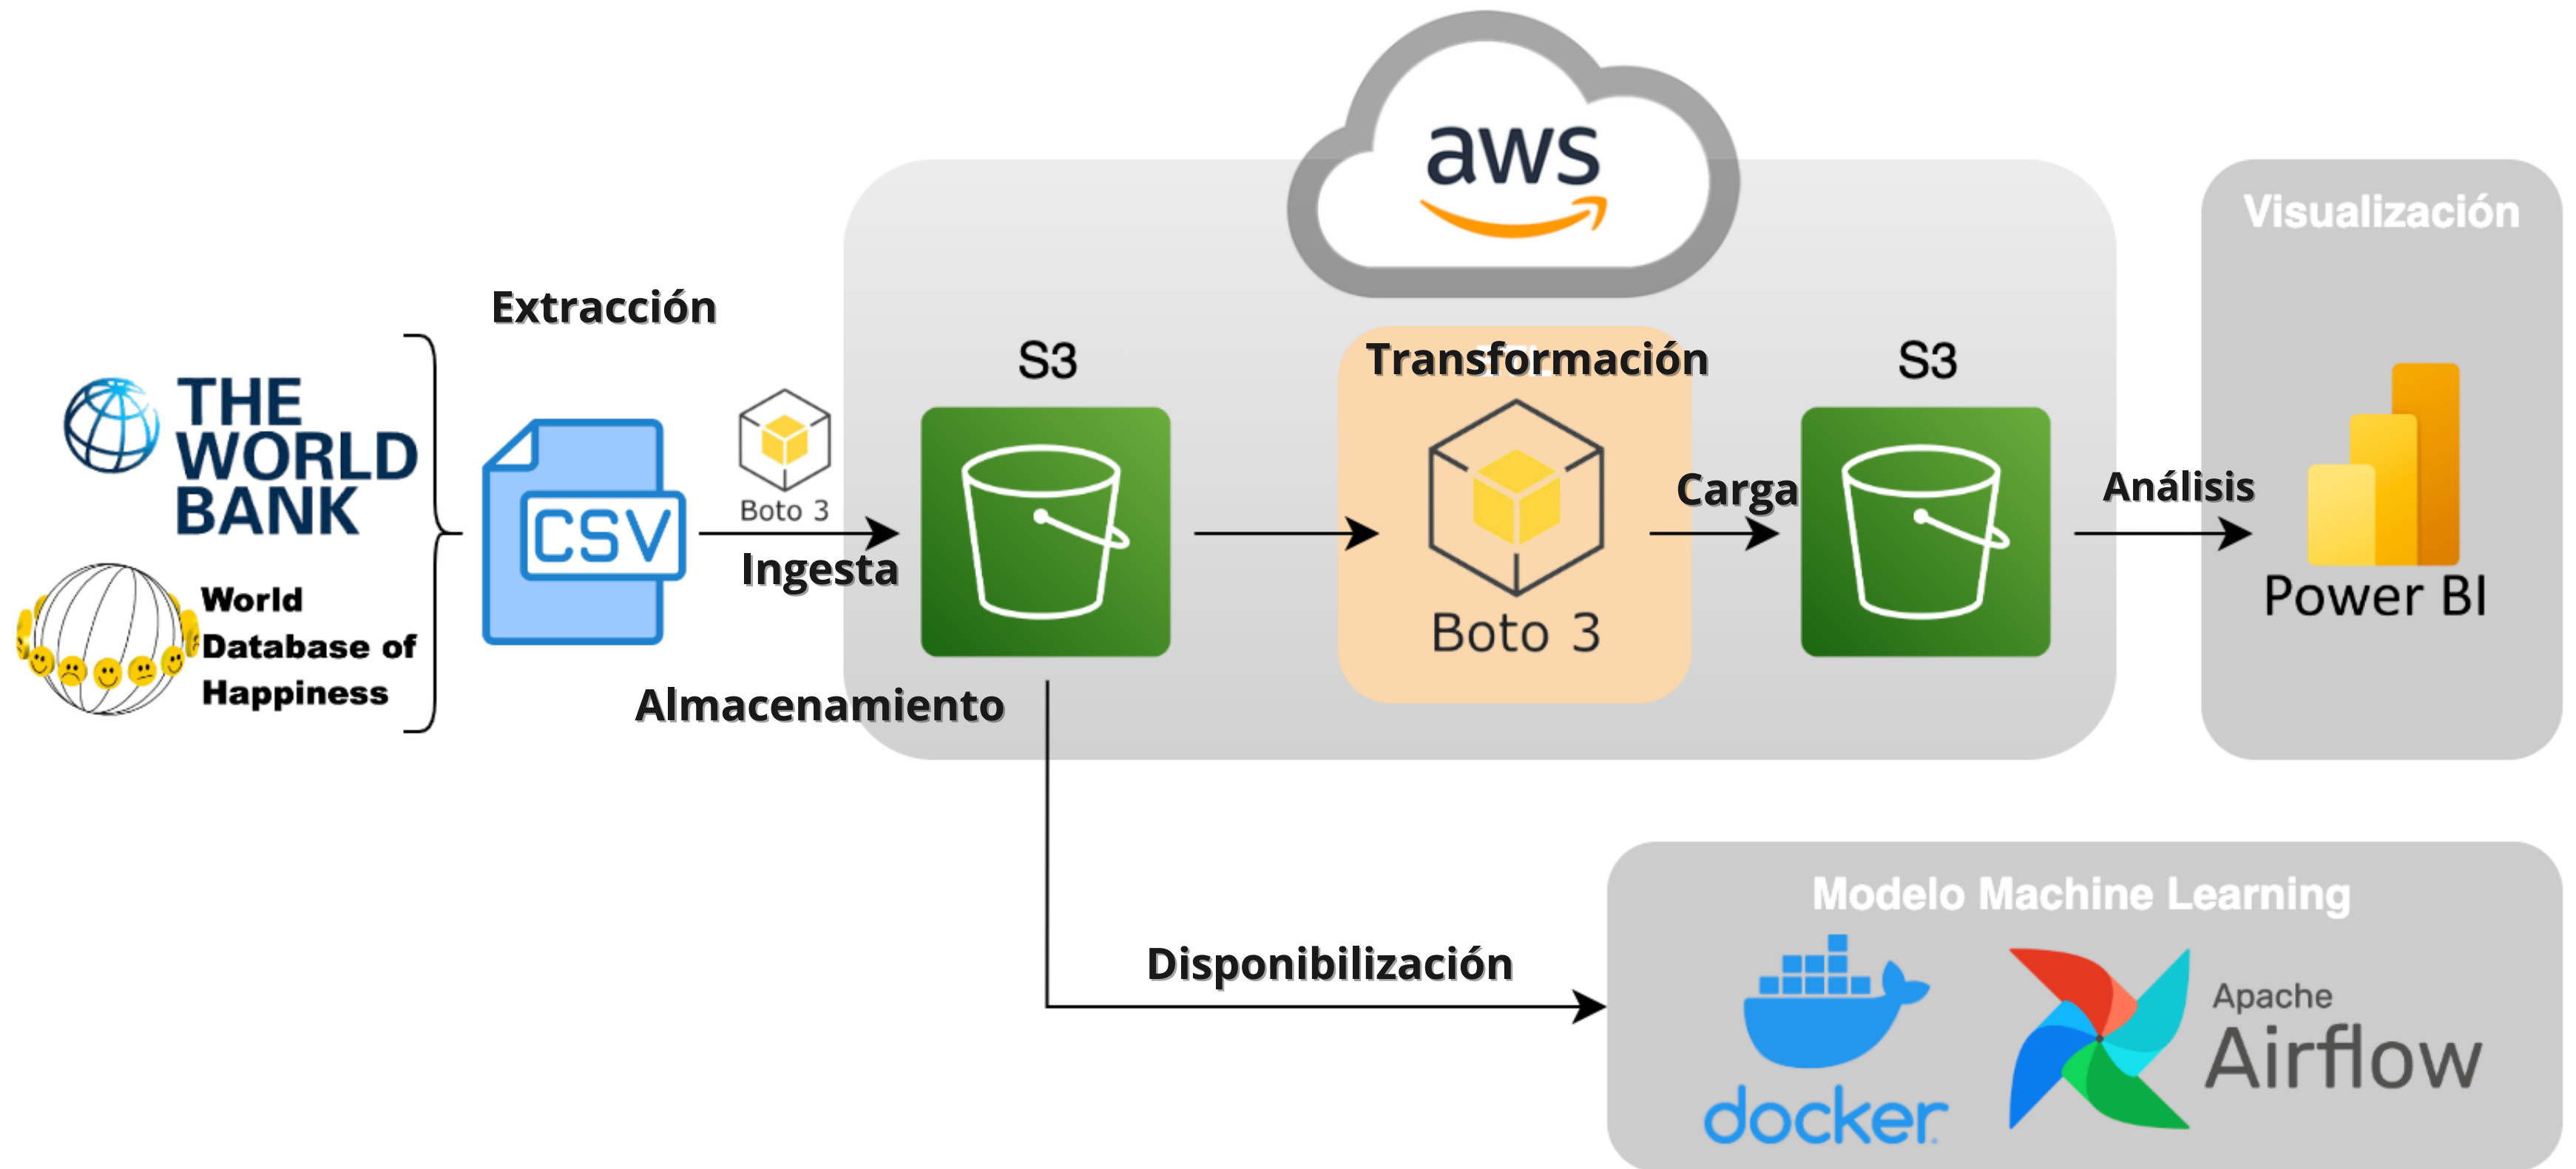 aws
Visualización
Extracción
THE
WORLD
BANK
World
Database of
Happiness
CSV
Boto 3
Ingesta
Almacenamiento
S3
Transformación
Boto 3
Carga
S3
Análisis
Power BI
Disponibilización
Modelo Machine Learning
docker
Apache
Airflow